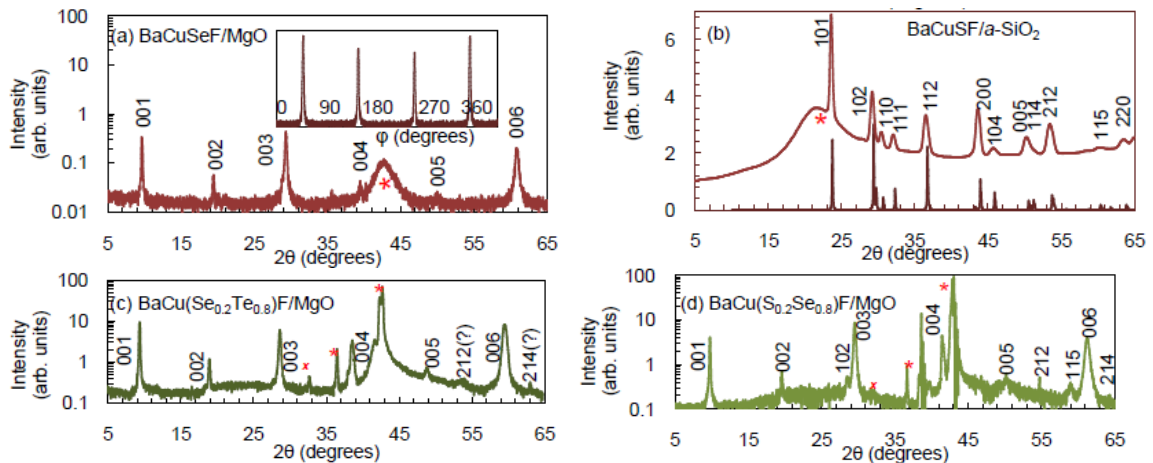 (a) BaCuSeF/MgO
Intensity
(arb. units)
100
10
1
0.1
0.01
001
002
003
004
005
006
*
0 90 180 270 360
φ (degrees)
5 15 25 35 45 55 65
2θ (degrees)
(b)
BaCuSF/a-SiO2
Intensity
(arb. units)
6
4
2
0
*
101
102
110
111
112
200
104
005
114
212
115
220
5 15 25 35 45 55 65
2θ (degrees)
(c) BaCu(Se0.2Te0.8)F/MgO
Intensity
(arb. units)
100
10
1
0.1
001
002
003
x
*
004
*
005
212(?)
006
214(?)
5 15 25 35 45 55 65
2θ (degrees)
(d) BaCu(S0.2Se0.8)F/MgO
Intensity
(arb. units)
100
10
1
0.1
001
002
102
003
x
*
004
*
005
212
115
006
214
5 15 25 35 45 55 65
2θ (degrees)